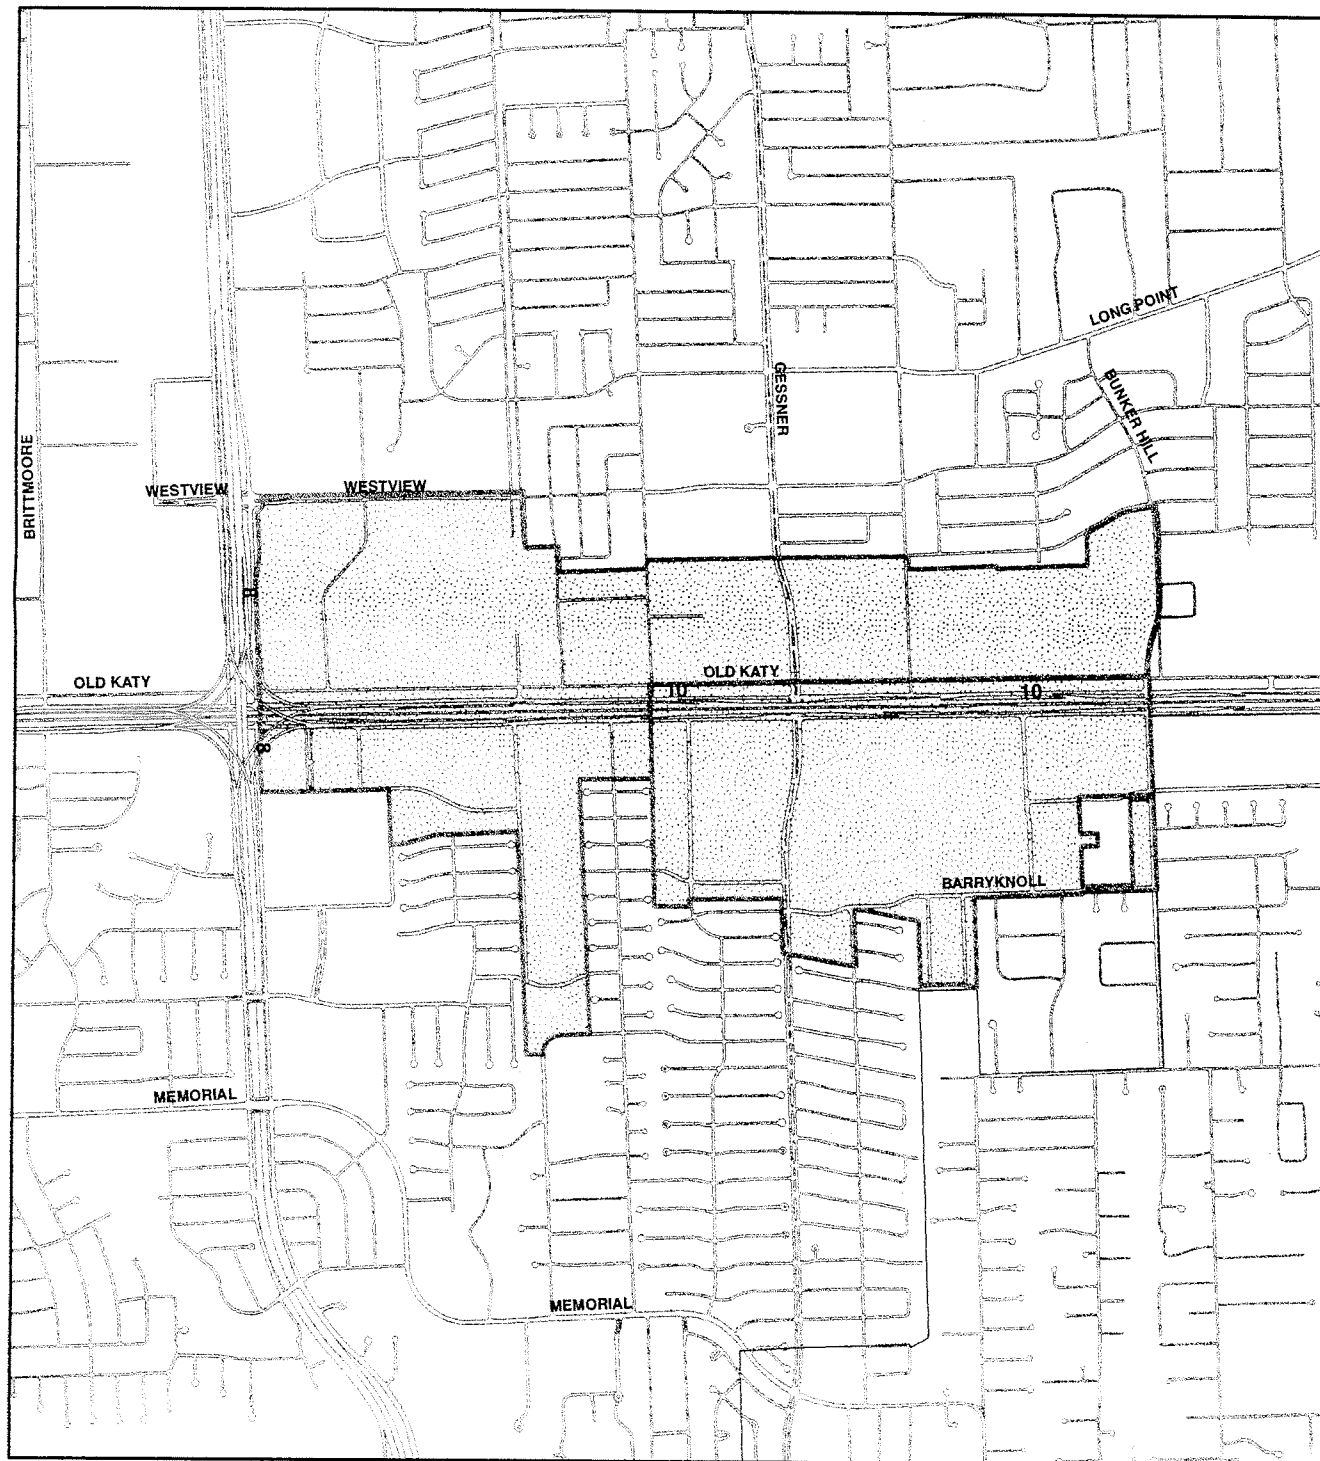 LONG POINT
GESSNER
BUNKER HILL
BRITTMOORE
WESTVIEW
WESTVIEW
8
OLD KATY
OLD KATY
10
10
8
BARRYKNOLL
MEMORIAL
MEMORIAL